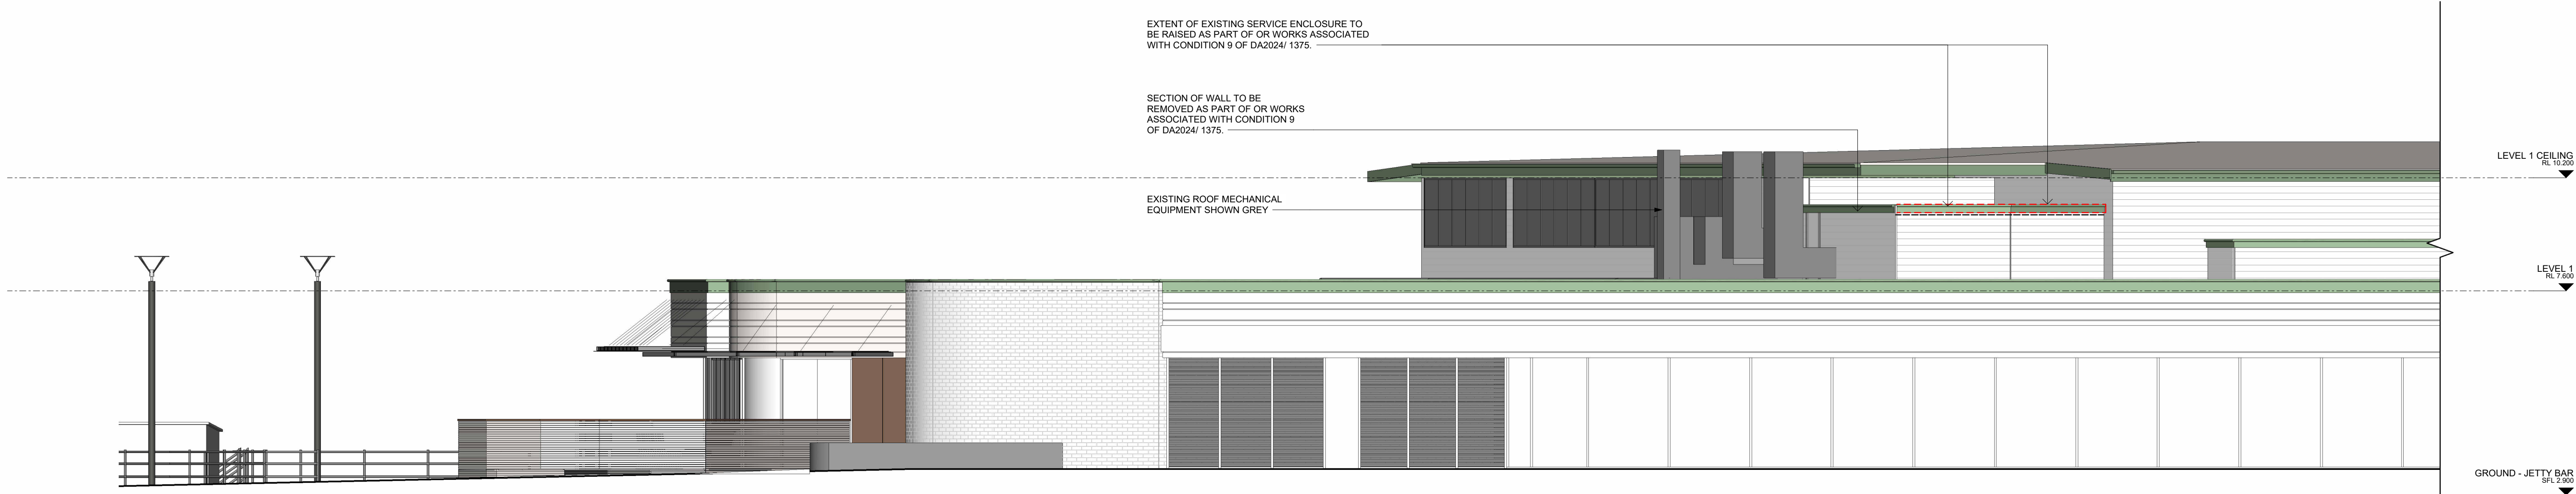 EXTENT OF EXISTING SERVICE ENCLOSURE TO
BE RAISED AS PART OF OR WORKS ASSOCIATED
WITH CONDITION 9 OF DA2024/ 1375.
SECTION OF WALL TO BE
REMOVED AS PART OF OR WORKS
ASSOCIATED WITH CONDITION 9
OF DA2024/ 1375.
EXISTING ROOF MECHANICAL
EQUIPMENT SHOWN GREY
LEVEL 1 CEILING
RL 10.200
LEVEL 1
RL 7.600
GROUND - JETTY BAR
SFL 2.900